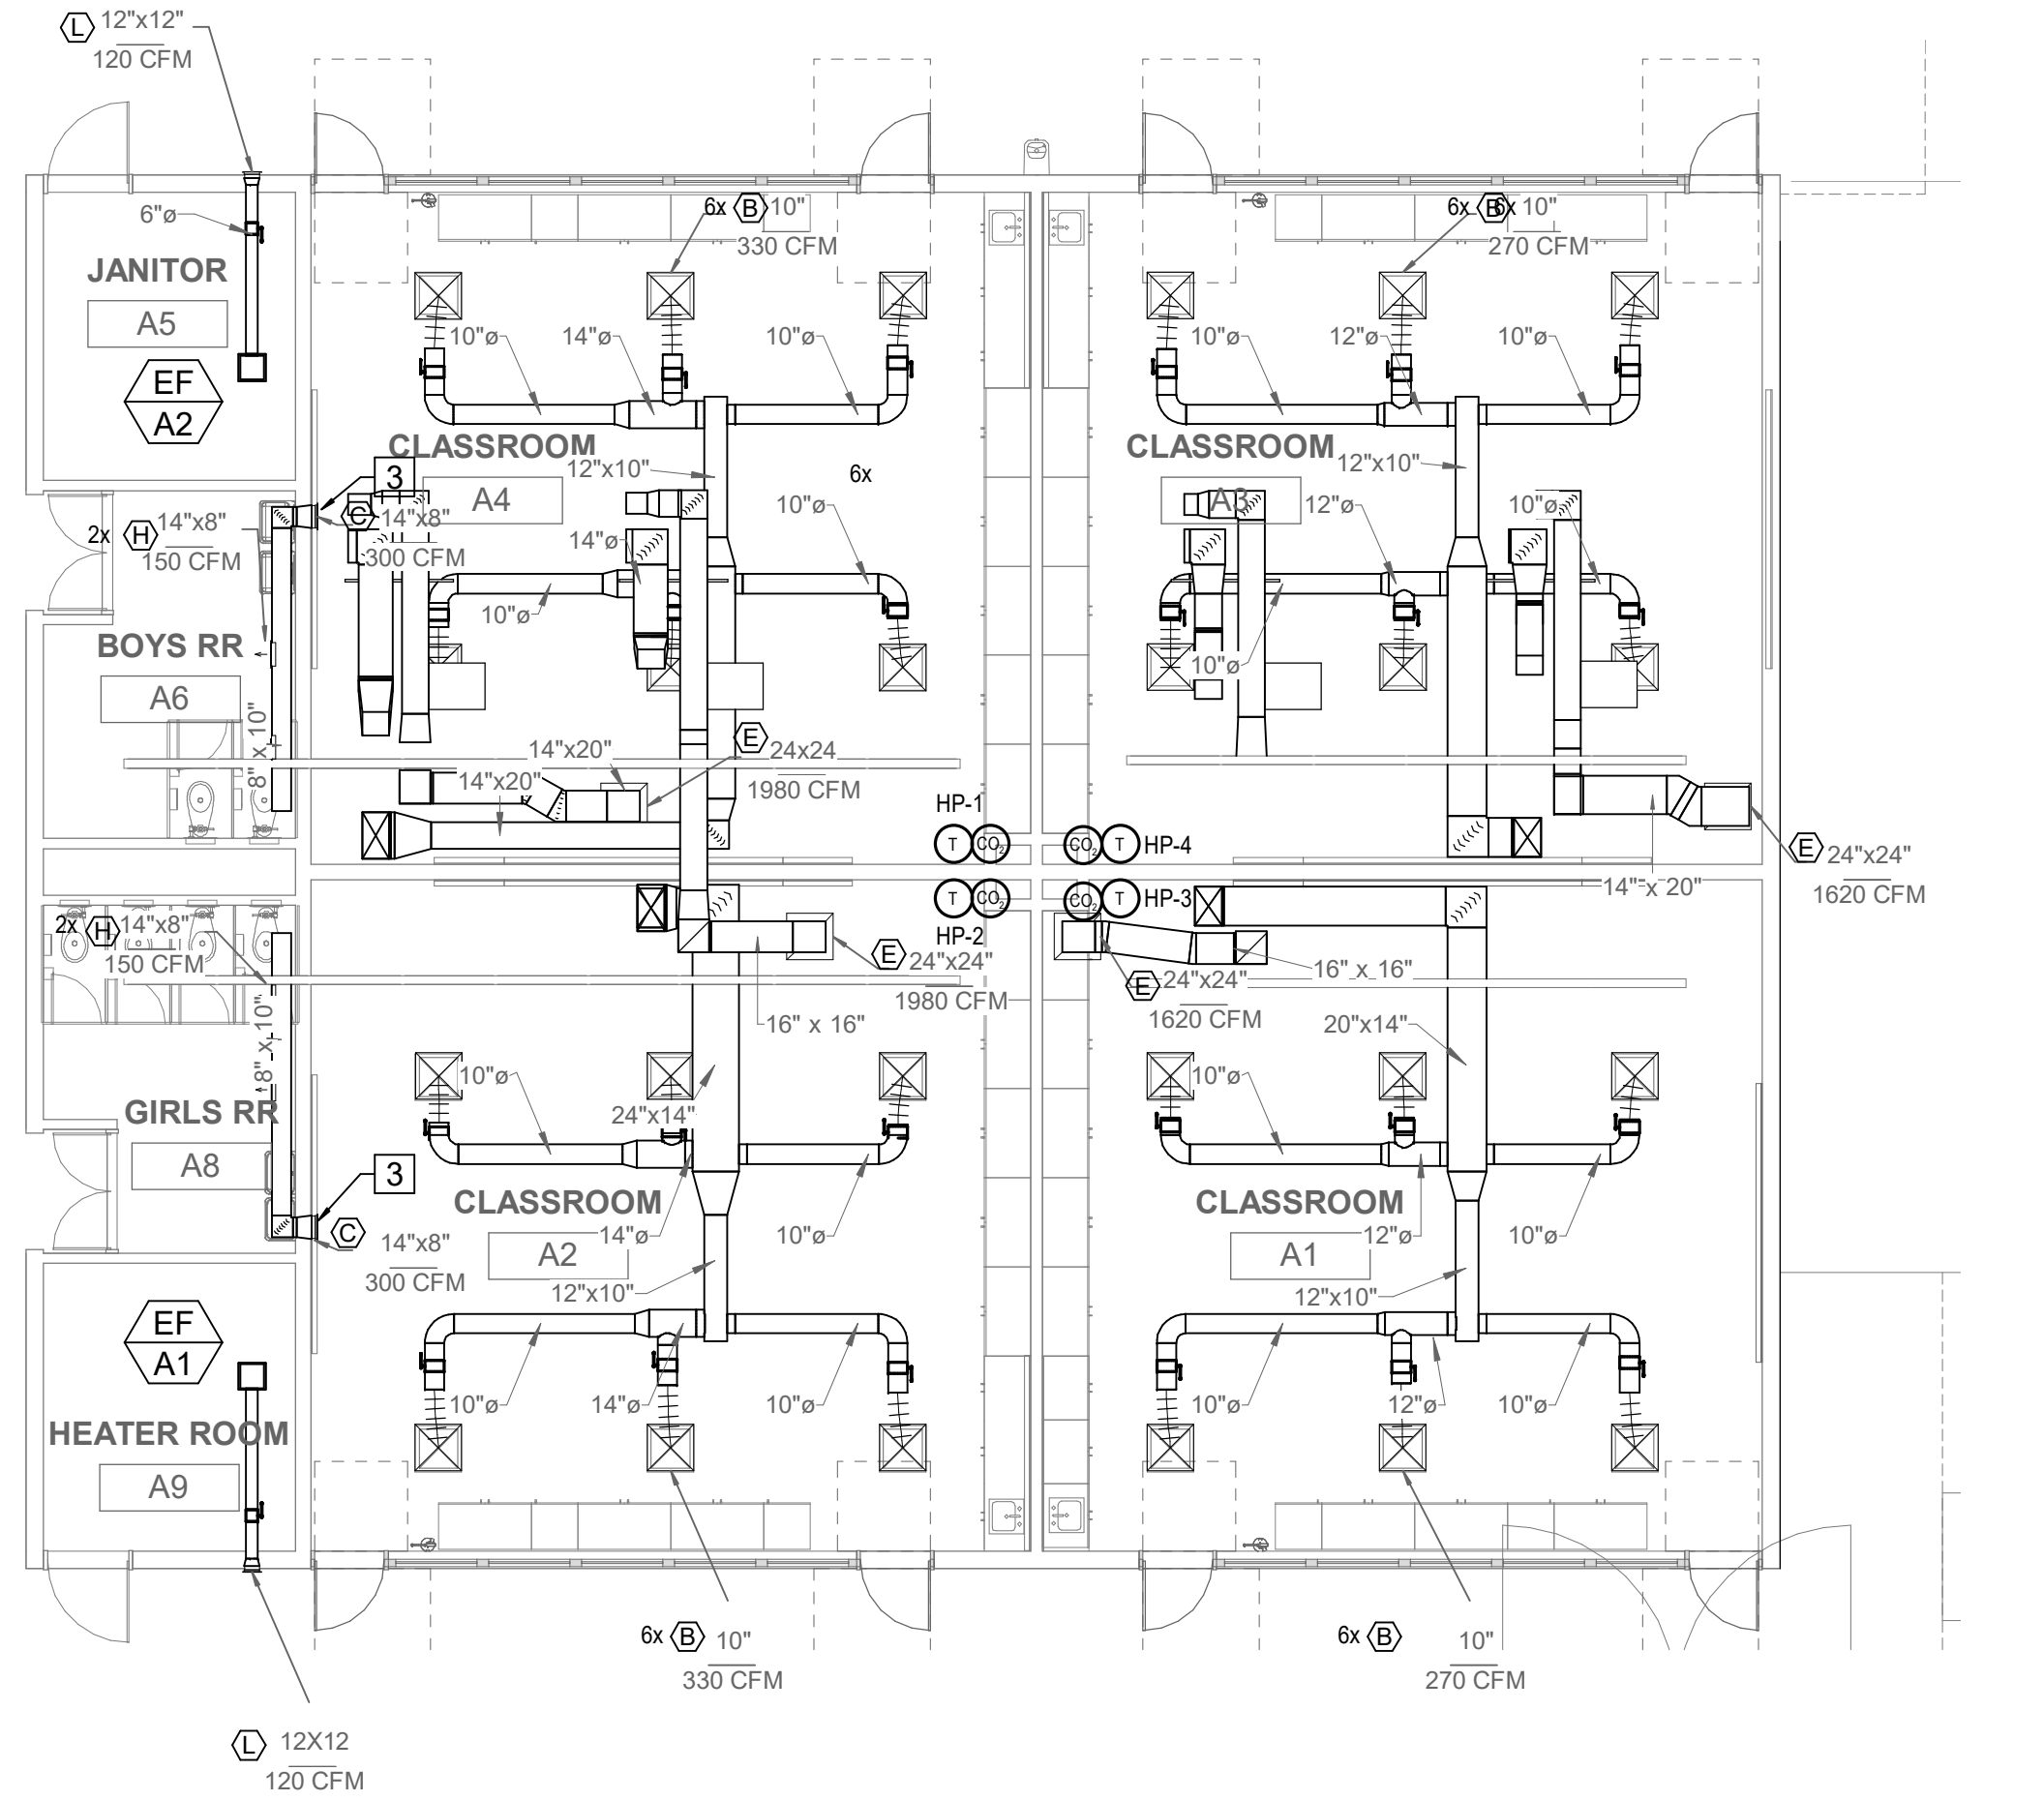 L 12"x12"
120 CFM
6"ø
JANITOR
A5
EF
A2
6x B 10"
330 CFM
6x B 6x 10"
270 CFM
10"ø 14"ø 10"ø
10"ø 12"ø 10"ø
CLASSROOM
A4
12"x10"
6x
CLASSROOM
A3
12"x10"
3
C 14"x8"
300 CFM
2x H 14"x8"
150 CFM
14"ø
10"ø
10"ø
12"ø
10"ø
10"ø
BOYS RR
A6
8" x 10"
14"x20"
14"x20"
E 24x24
1980 CFM
HP-1
T CO2
CO2 T HP-4
E 24"x24"
1620 CFM
14" x 20"
T CO2
HP-2
CO2 T HP-3
2x H 14"x8"
150 CFM
E 24"x24"
1980 CFM
16" x 16"
E 24"x24"
1620 CFM
16" x 16"
20"x14"
8" x 10"
10"ø
24"x14"
10"ø
GIRLS RR
A8
3
C
14"x8"
300 CFM
CLASSROOM
A2
14"ø
10"ø
12"x10"
CLASSROOM
A1
12"ø
10"ø
12"x10"
EF
A1
HEATER ROOM
A9
10"ø 14"ø 10"ø
10"ø 12"ø 10"ø
6x B 10"
330 CFM
6x B 10"
270 CFM
L 12X12
120 CFM